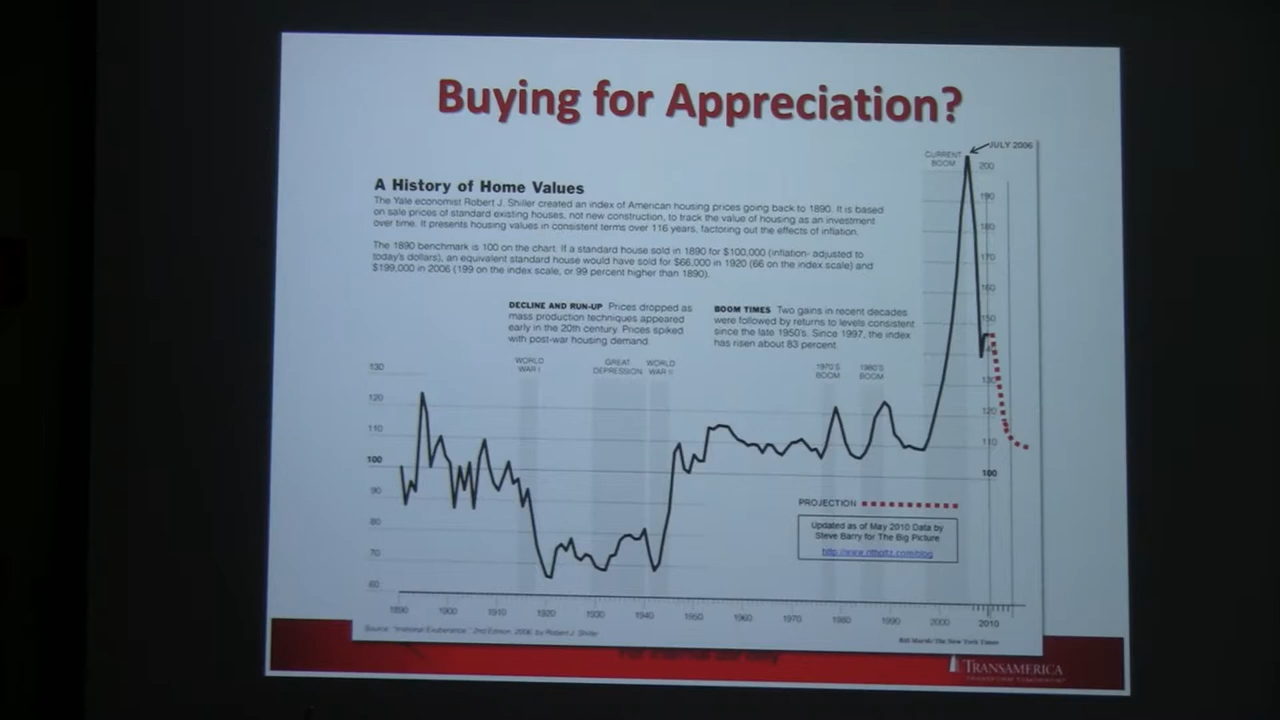 Buying for Appreciation?
JULY 2006
CURRENT
BOOM
A History of Home Values
The Yale economist Robert J. Shiller created an index of American housing prices going back to 1890. It is based
on sale prices of standard existing houses, not new construction, to track the value of housing as an investment
over time. It presents housing values in consistent terms over 116 years, factoring out the effects of inflation.
The 1890 benchmark is 100 on the chart. If a standard house sold in 1890 for $100,000 (inflation- adjusted to
today's dollars), an equivalent standard house would have sold for $66,000 in 1920 (66 on the index scale) and
$199,000 in 2006 (199 on the index scale, or 99 percent higher than 1890).
DECLINE AND RUN-UP Prices dropped as
mass production techniques appeared
early in the 20th century. Prices spiked
with post-war housing demand.
BOOM TIMES Two gains in recent decades
were followed by returns to levels consistent
since the late 1950's. Since 1997, the index
has risen about 83 percent.
WORLD
WAR I
GREAT
DEPRESSION
WORLD
WAR II
1970'S
BOOM
1980'S
BOOM
130
120
110
100
90
80
70
60
200
190
180
170
160
150
130
120
110
100
PROJECTION
Updated as of May 2010 Data by
Steve Barry for The Big Picture
http://www.ritholtz.com/blog
1890 1900 1910 1920 1930 1940 1950 1960 1970 1980 1990 2000 2010
Source: "Irrational Exuberance," 2nd Edition, 2006, by Robert J. Shiller
Bill Marsh/The New York Times
TRANSAMERICA